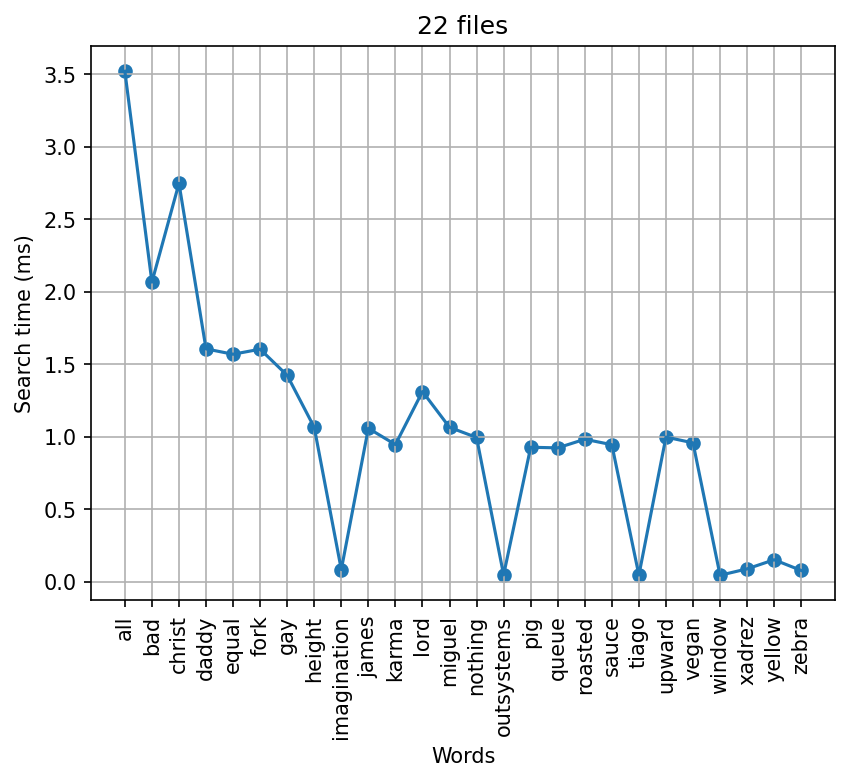 22 files
Search time (ms)
3.5
3.0
2.5
2.0
1.5
1.0
0.5
0.0
all
bad
christ
daddy
equal
fork
gay
height
imagination
james
karma
lord
miguel
nothing
outsystems
pig
queue
roasted
sauce
tiago
upward
vegan
window
xadrez
yellow
zebra
Words